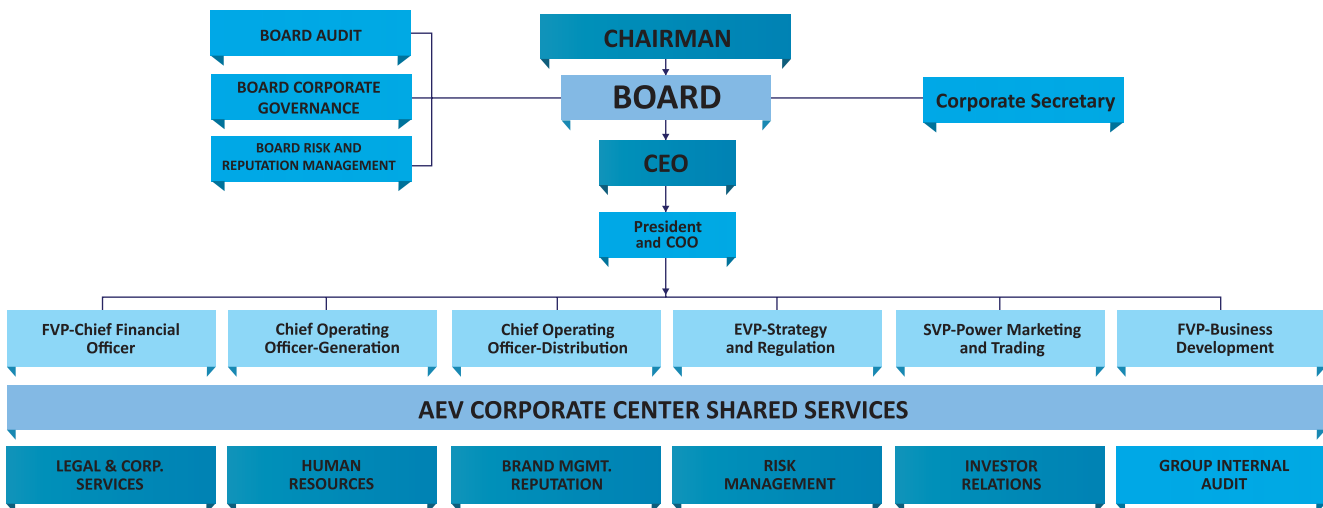 BOARD AUDIT
CHAIRMAN
BOARD CORPORATE
GOVERNANCE
BOARD
Corporate Secretary
BOARD RISK AND
REPUTATION MANAGEMENT
CEO
President
and COO
FVP-Chief Financial
Officer
Chief Operating
Officer-Generation
Chief Operating
Officer-Distribution
EVP-Strategy
and Regulation
SVP-Power Marketing
and Trading
FVP-Business
Development
AEV CORPORATE CENTER SHARED SERVICES
LEGAL & CORP.
SERVICES
HUMAN
RESOURCES
BRAND MGMT.
REPUTATION
RISK
MANAGEMENT
INVESTOR
RELATIONS
GROUP INTERNAL
AUDIT